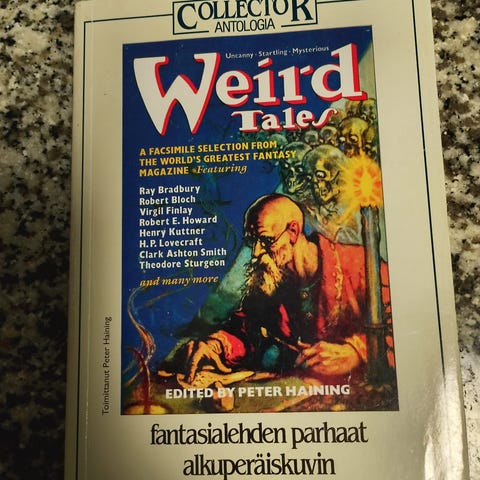 COLLECTOR
ANTOLOGIA
Uncanny · Startling · Mysterious
Weird
Tales
A FACSIMILE SELECTION FROM
THE WORLD'S GREATEST FANTASY
MAGAZINE Featuring
Ray Bradbury
Robert Bloch
Virgil Finlay
Robert E. Howard
Henry Kuttner
H.P. Lovecraft
Clark Ashton Smith
Theodore Sturgeon
and many more
EDITED BY PETER HAINING
Toimittanut Peter Haining
fantasialehden parhaat
alkuperäiskuvin